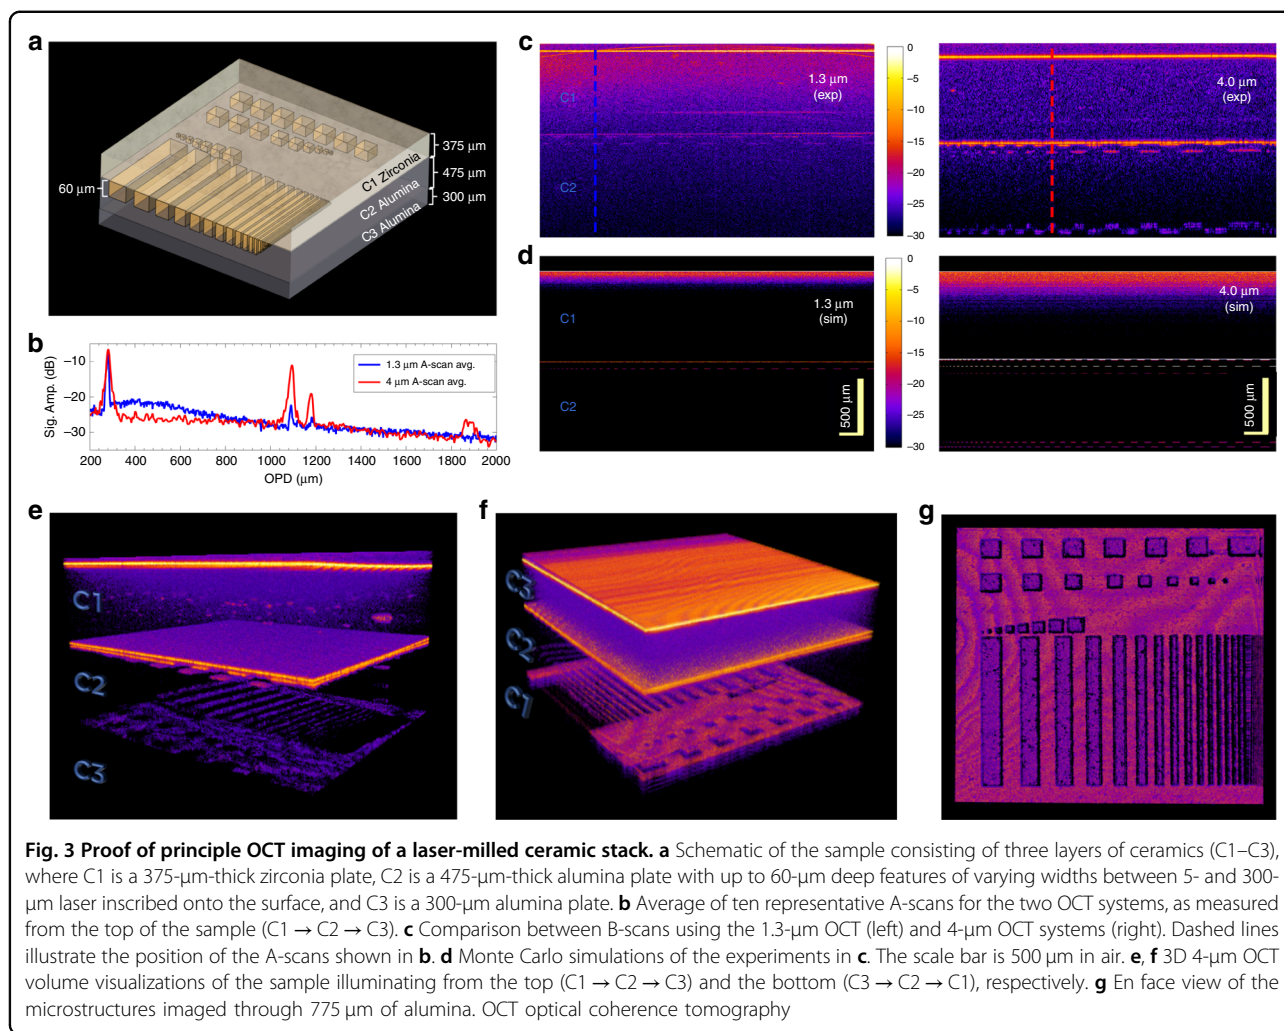 a
375 µm
475 µm
300 µm
60 µm
C1 Zirconia
C2 Alumina
C3 Alumina
b
Sig. Amp. (dB)
−10
−20
−30
1.3 µm A-scan avg.
4 µm A-scan avg.
200 400 600 800 1000 1200 1400 1600 1800 2000
OPD (µm)
c
C1
C2
1.3 µm
(exp)
0
−5
−10
−15
−20
−25
−30
4.0 µm
(exp)
0
−5
−10
−15
−20
−25
−30
d
C1
C2
1.3 µm
(sim)
500 µm
0
−5
−10
−15
−20
−25
−30
4.0 µm
(sim)
500 µm
e
C1
C2
C3
f
C3
C2
C1
g
Fig. 3 Proof of principle OCT imaging of a laser-milled ceramic stack. a Schematic of the sample consisting of three layers of ceramics (C1–C3),
where C1 is a 375-µm-thick zirconia plate, C2 is a 475-µm-thick alumina plate with up to 60-µm deep features of varying widths between 5- and 300-
µm laser inscribed onto the surface, and C3 is a 300-µm alumina plate. b Average of ten representative A-scans for the two OCT systems, as measured
from the top of the sample (C1 → C2 → C3). c Comparison between B-scans using the 1.3-µm OCT (left) and 4-µm OCT systems (right). Dashed lines
illustrate the position of the A-scans shown in b. d Monte Carlo simulations of the experiments in c. The scale bar is 500 µm in air. e, f 3D 4-µm OCT
volume visualizations of the sample illuminating from the top (C1 → C2 → C3) and the bottom (C3 → C2 → C1), respectively. g En face view of the
microstructures imaged through 775 µm of alumina. OCT optical coherence tomography